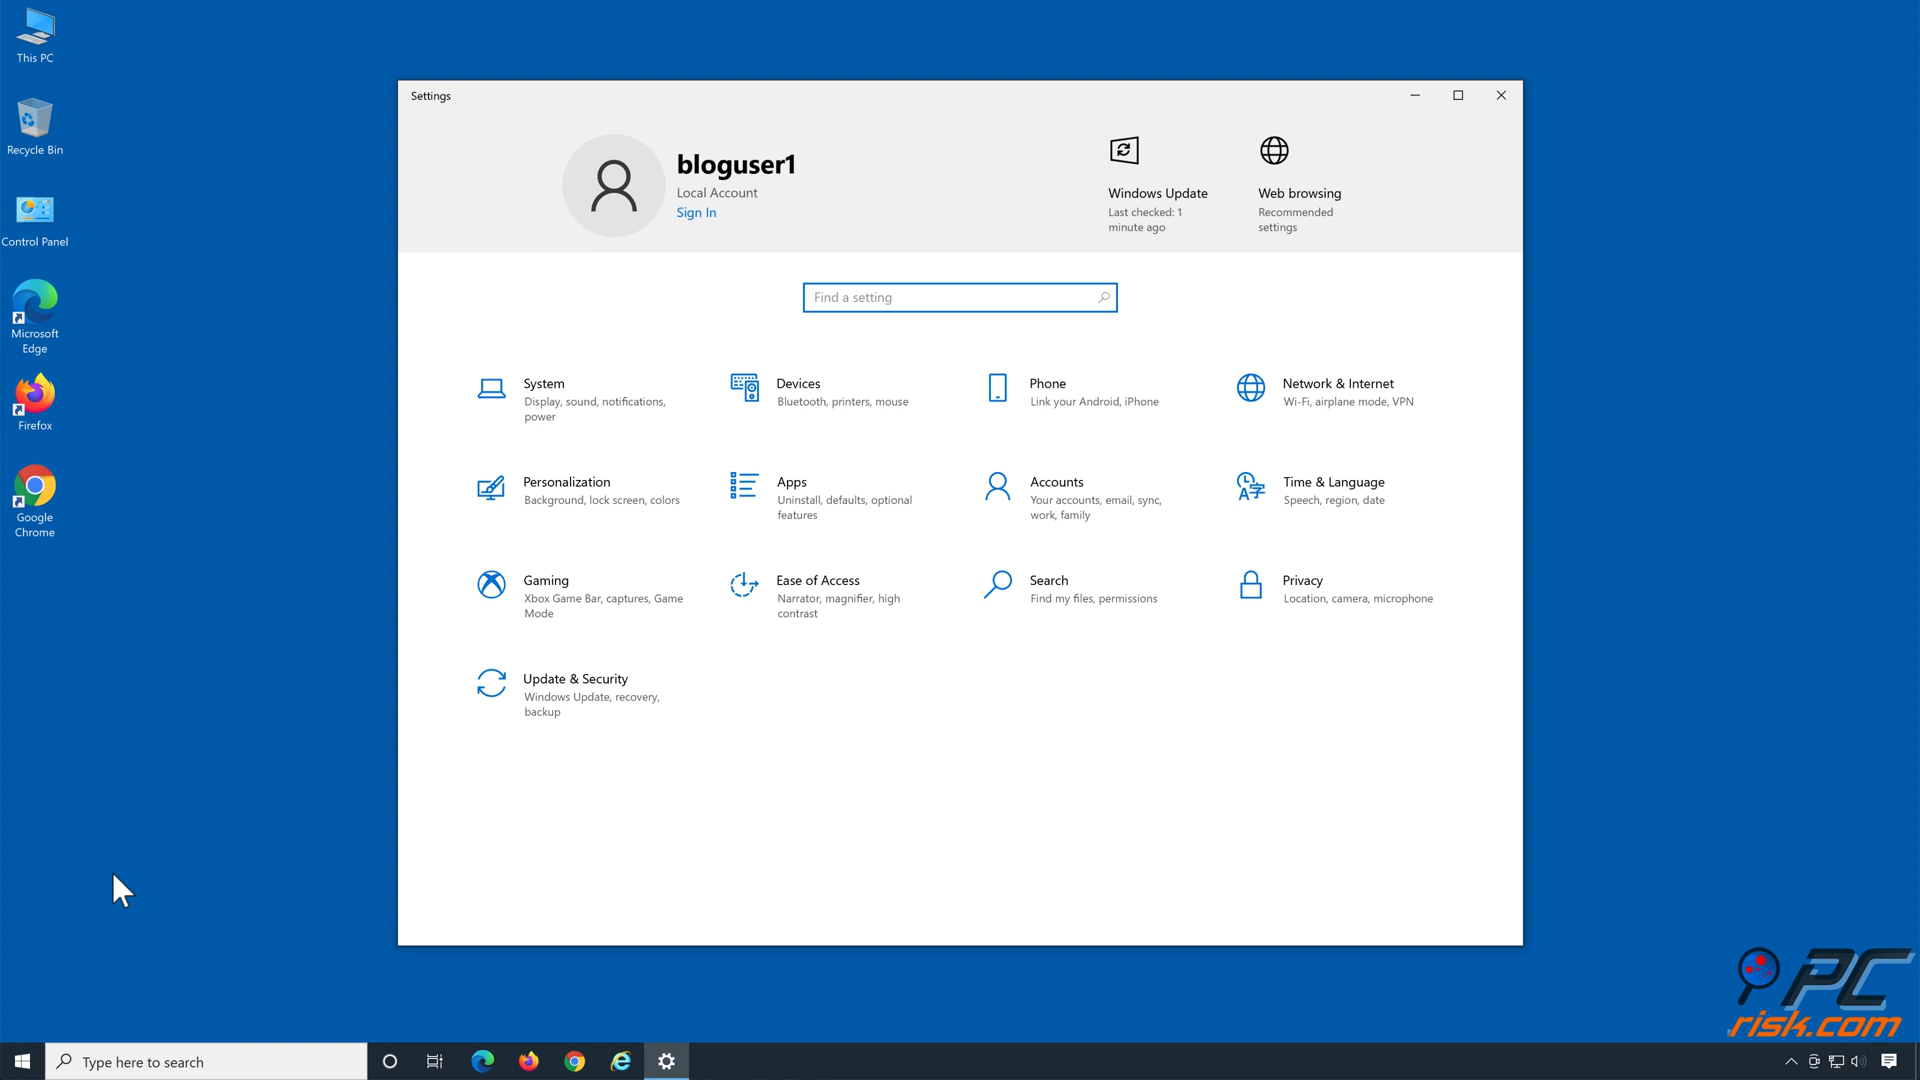 This PC
Recycle Bin
Control Panel
Microsoft
Edge
Firefox
Google
Chrome
Settings
bloguser1
Local Account
Sign In
Windows Update
Last checked: 1
minute ago
Web browsing
Recommended
settings
Find a setting
System
Display, sound, notifications,
power
Devices
Bluetooth, printers, mouse
Phone
Link your Android, iPhone
Network & Internet
Wi-Fi, airplane mode, VPN
Personalization
Background, lock screen, colors
Apps
Uninstall, defaults, optional
features
Accounts
Your accounts, email, sync,
work, family
Time & Language
Speech, region, date
Gaming
Xbox Game Bar, captures, Game
Mode
Ease of Access
Narrator, magnifier, high
contrast
Search
Find my files, permissions
Privacy
Location, camera, microphone
Update & Security
Windows Update, recovery,
backup
PC
risk.com
Type here to search